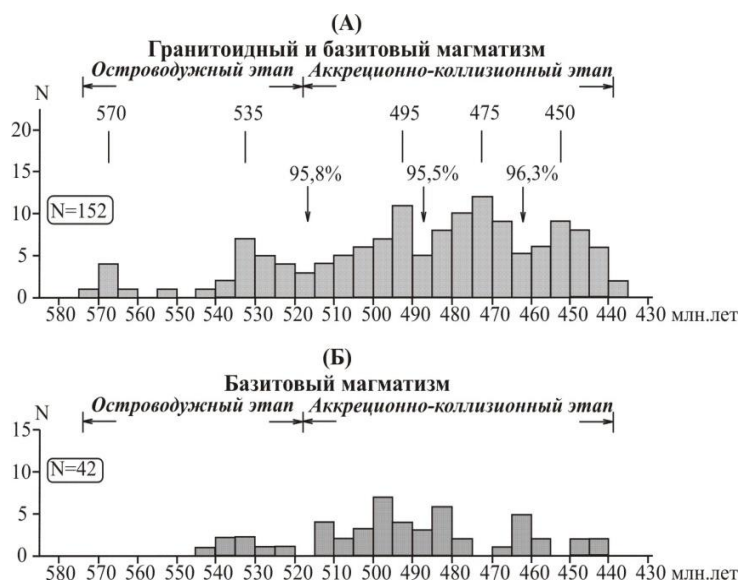 (А)
Гранитоидный и базитовый магматизм
Островодужный этап Аккреционно-коллизионный этап
N
570 535 495 475 450
20
95,8% 95,5% 96,3%
15
10
N=152
5
0
580 570 560 550 540 530 520 510 500 490 480 470 460 450 440 430 млн.лет
(Б)
Базитовый магматизм
Островодужный этап Аккреционно-коллизионный этап
N
15
10
N=42
5
0
580 570 560 550 540 530 520 510 500 490 480 470 460 450 440 430 млн.лет